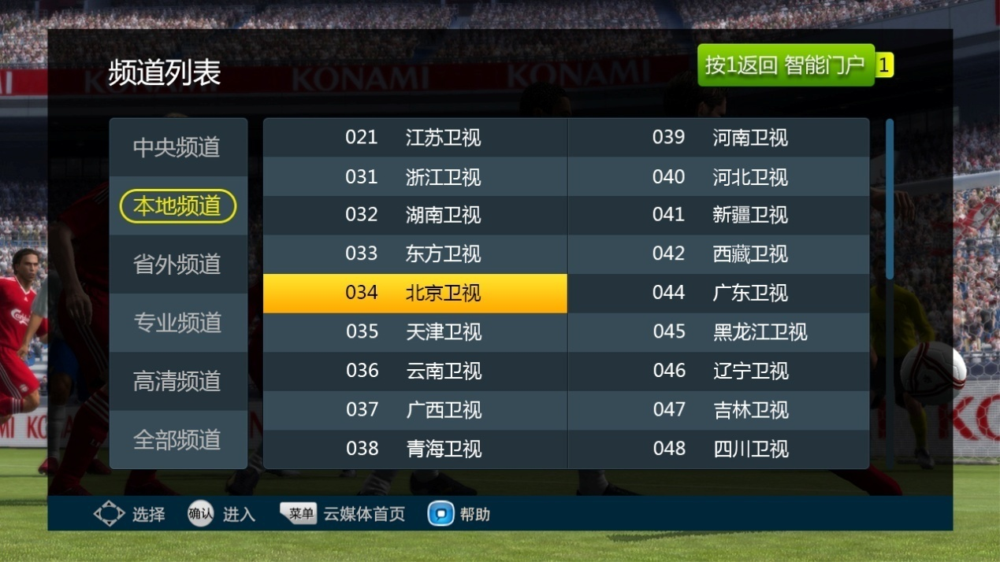 频道列表
按1返回 智能门户 1
KONAMI KONAMI
中央频道
本地频道
省外频道
专业频道
高清频道
全部频道
021 江苏卫视
031 浙江卫视
032 湖南卫视
033 东方卫视
034 北京卫视
035 天津卫视
036 云南卫视
037 广西卫视
038 青海卫视
039 河南卫视
040 河北卫视
041 新疆卫视
042 西藏卫视
044 广东卫视
045 黑龙江卫视
046 辽宁卫视
047 吉林卫视
048 四川卫视
选择 确认 进入 菜单 云媒体首页 帮助